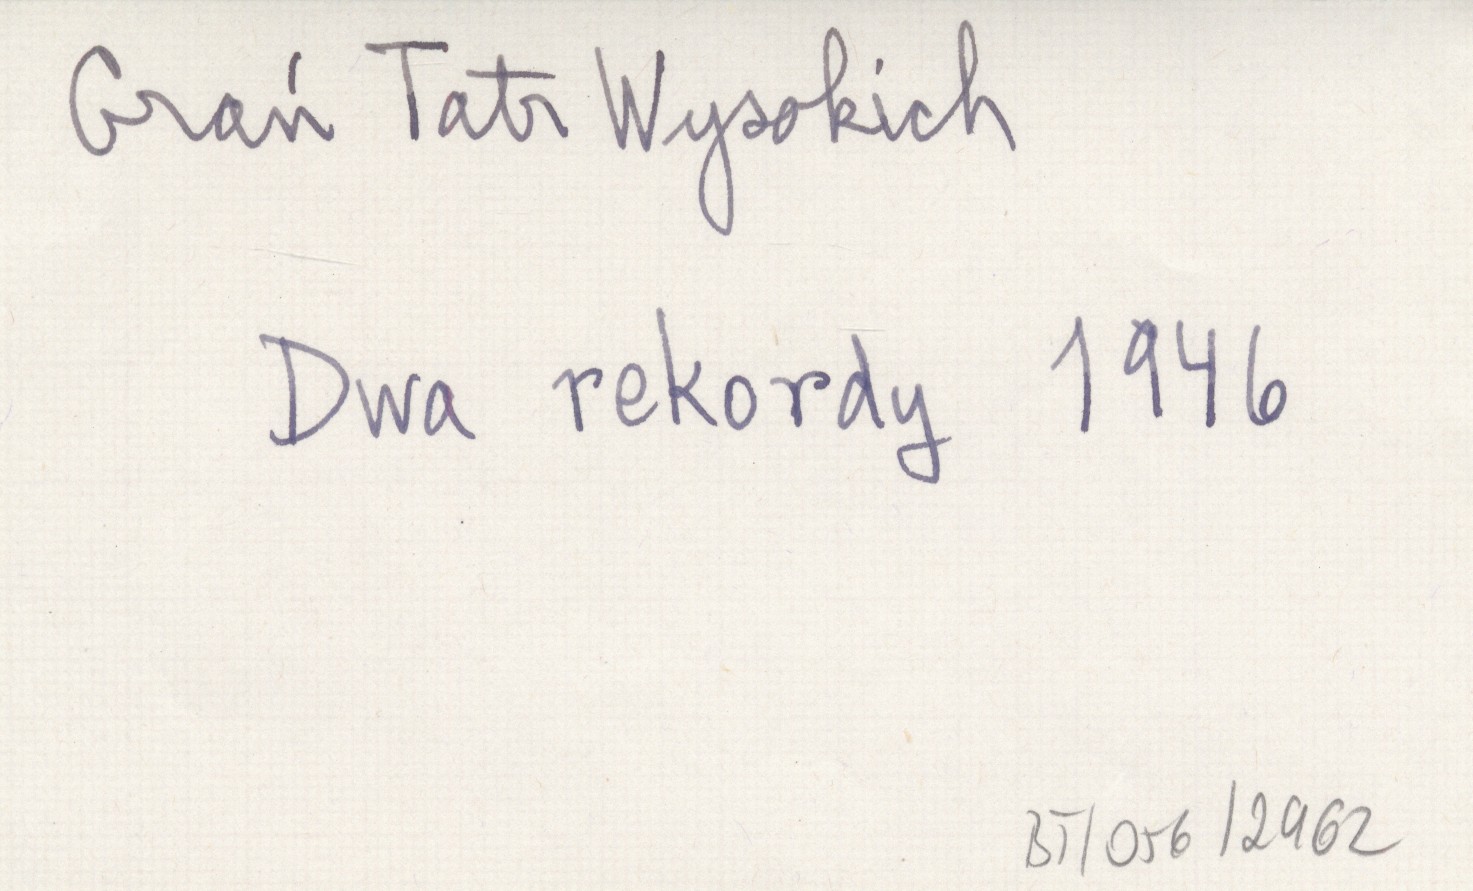 Grań Tatr Wysokich
Dwa rekordy 1946
BT/056/2962